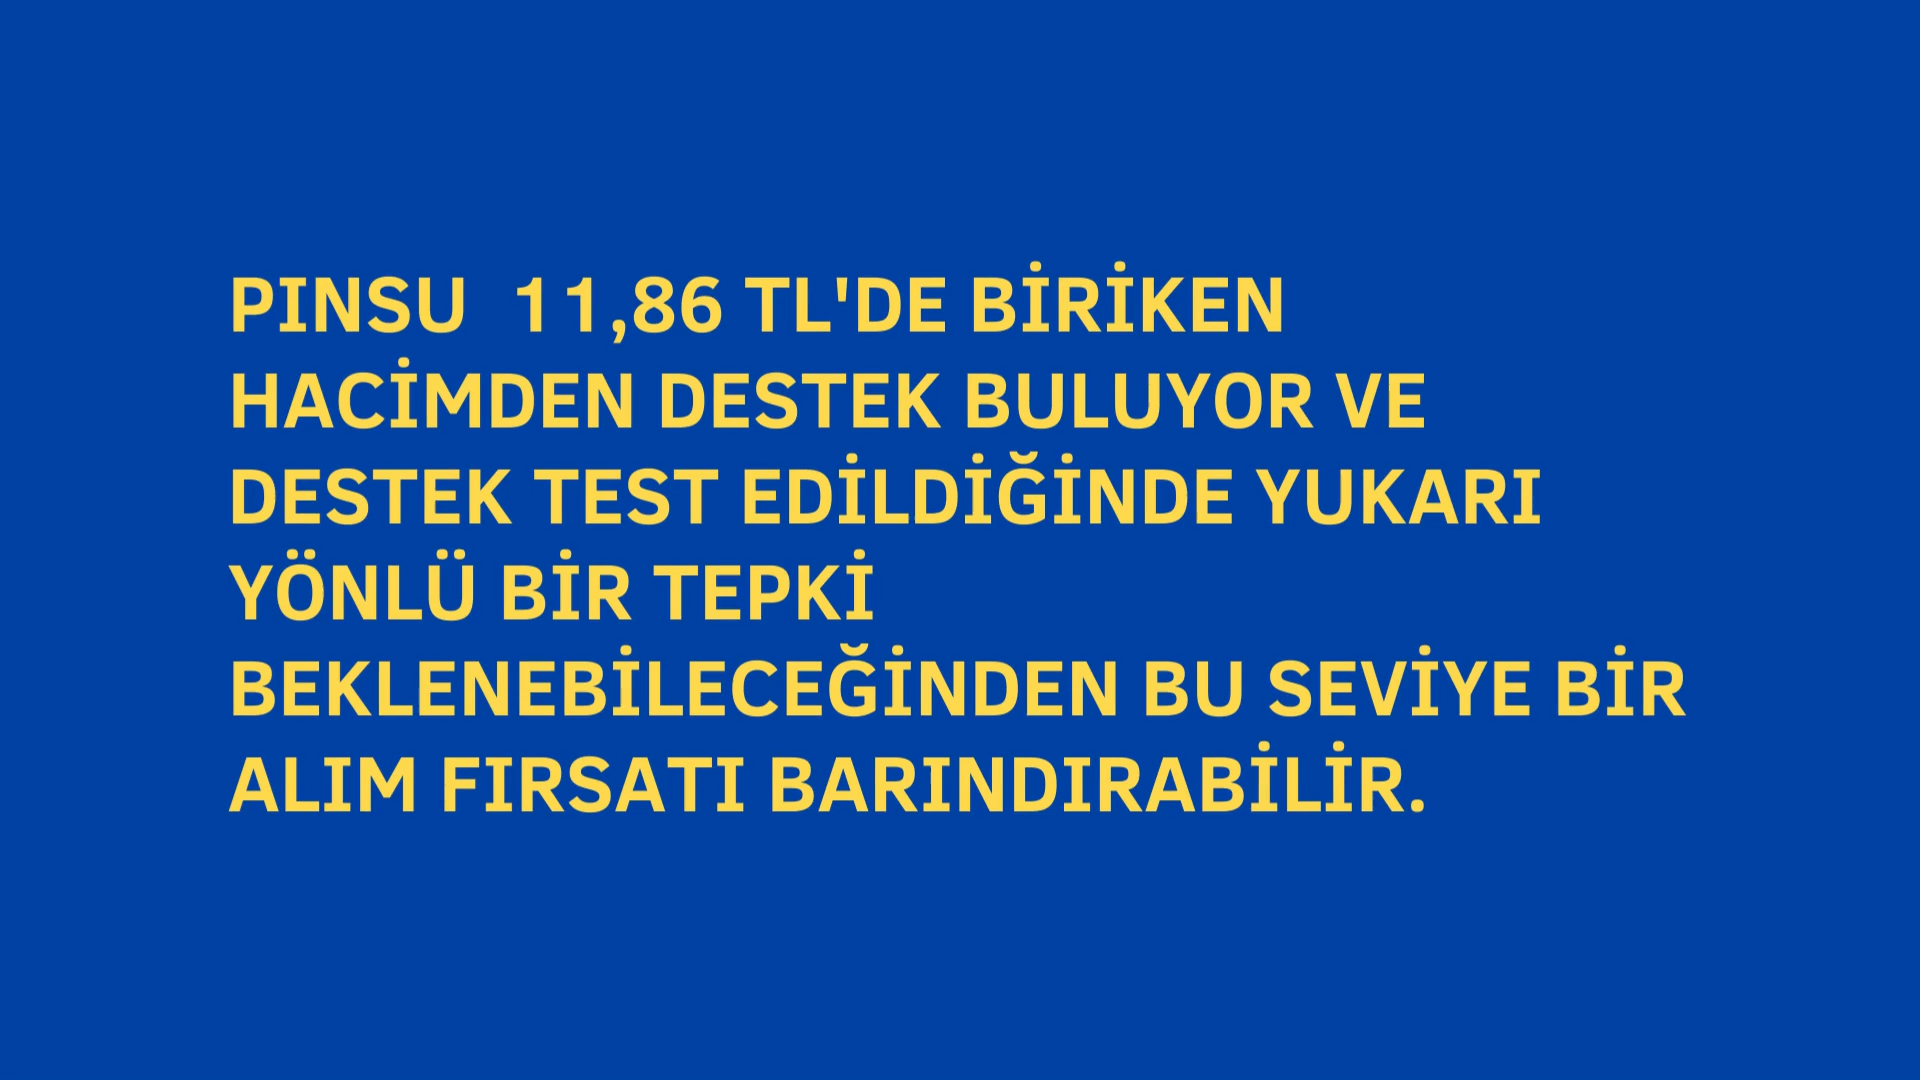 PINSU  11,86 TL'DE BİRİKEN
HACİMDEN DESTEK BULUYOR VE
DESTEK TEST EDİLDİĞİNDE YUKARI
YÖNLÜ BİR TEPKİ
BEKLENEBİLECEĞİNDEN BU SEVİYE BİR
ALIM FIRSATI BARINDIRABİLİR.